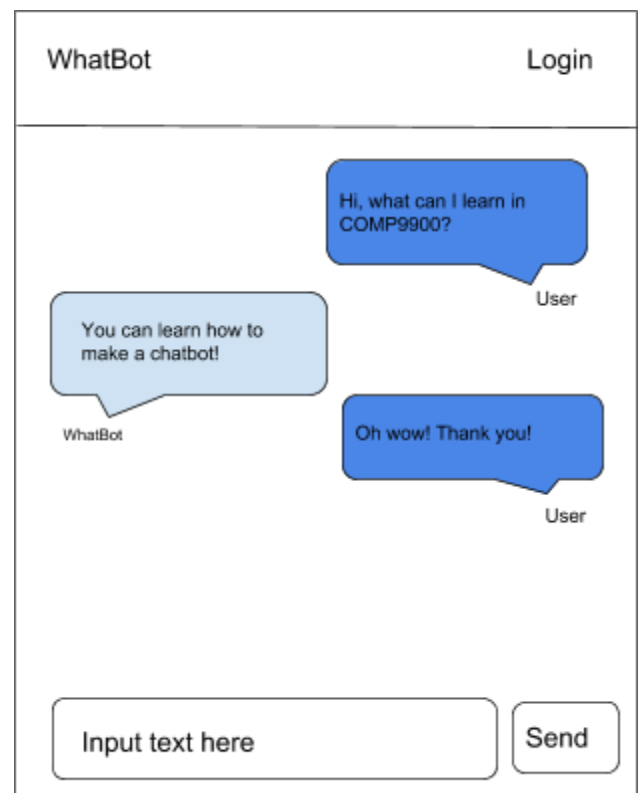 WhatBot
Login
Hi, what can I learn in
COMP9900?
User
You can learn how to
make a chatbot!
WhatBot
Oh wow! Thank you!
User
Input text here
Send